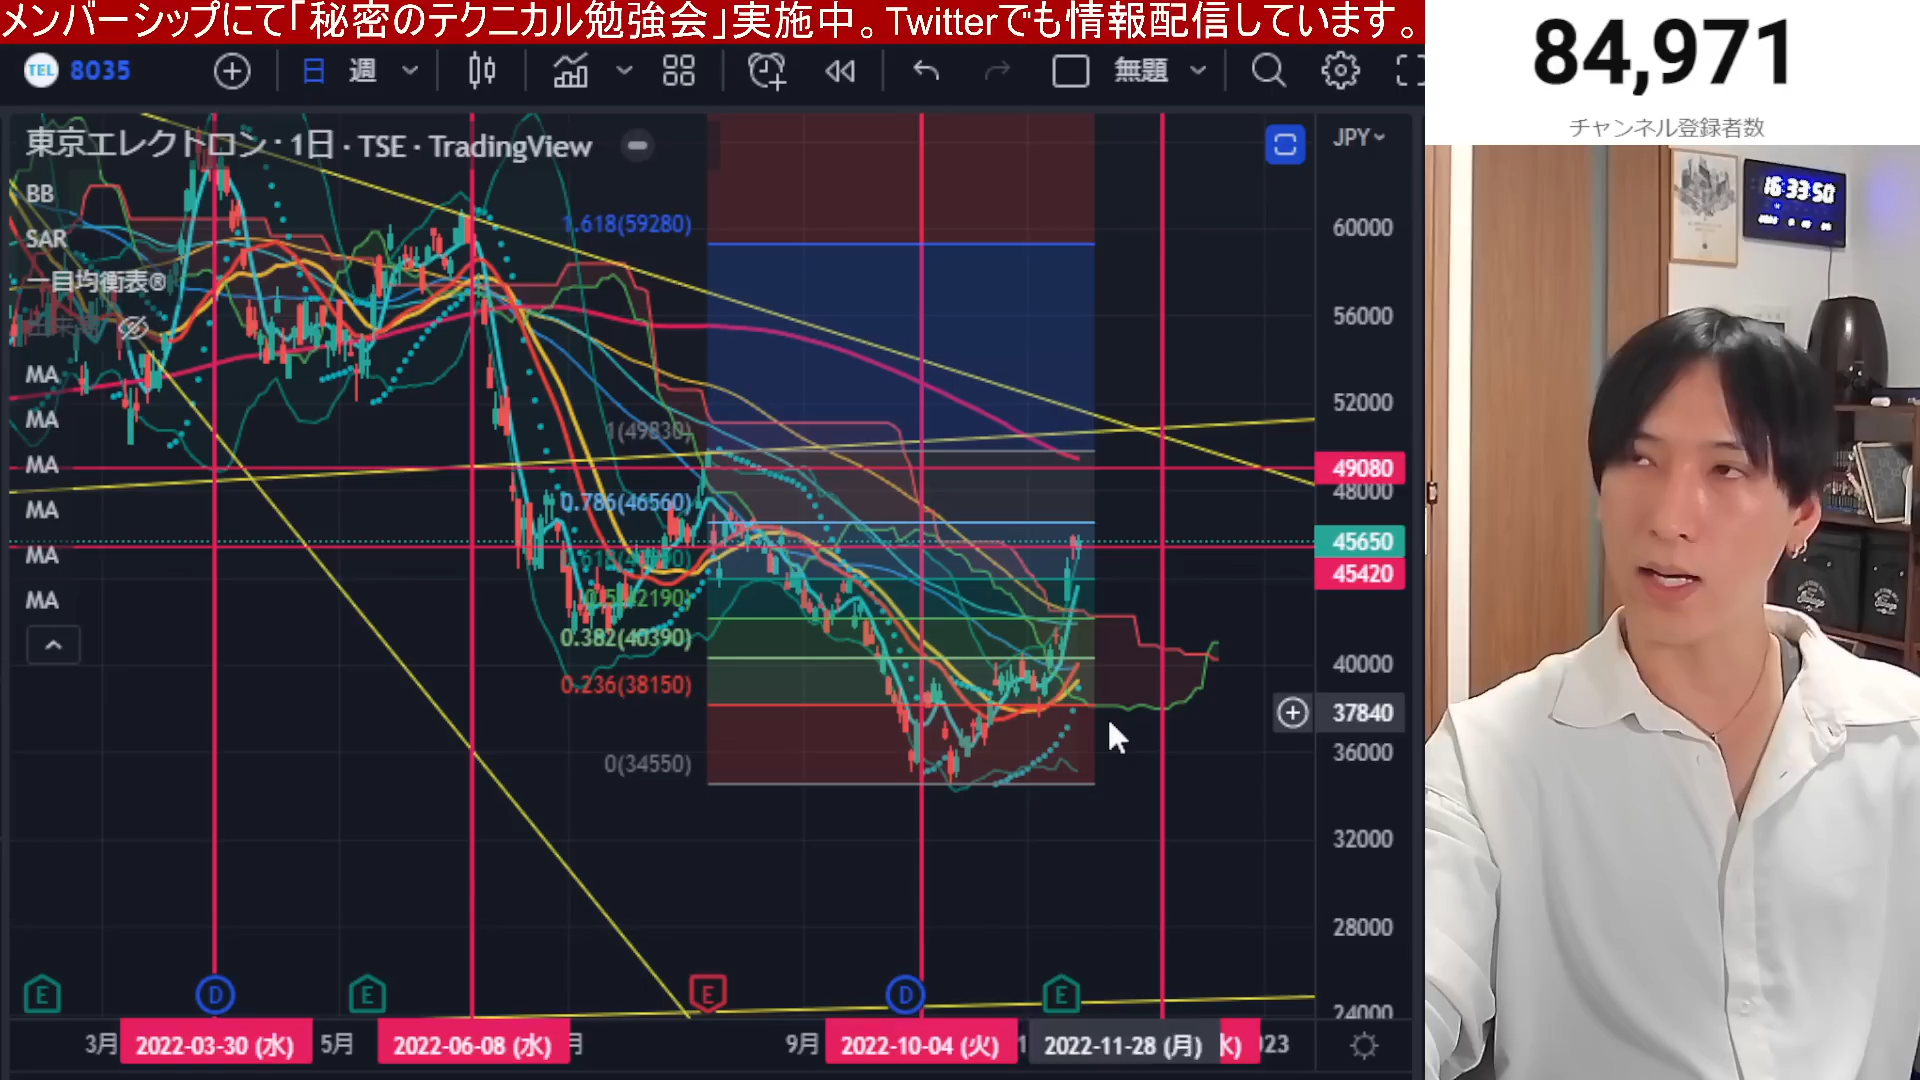 メンバーシップにて「秘密のテクニカル勉強会」実施中。Twitterでも情報配信しています。
84,971
チャンネル登録者数
TEL 8035 日 週 無題
東京エレクトロン・1日・TSE・TradingView
JPY
BB
SAR
一目均衡表®
MA
MA
MA
MA
MA
MA
1.618(59280)
1(49830)
0.786(46560)
0.382(40390)
0.236(38150)
0(34550)
60000
56000
52000
49080
48000
45650
45420
40000
37840
36000
32000
28000
24000
16:33:50
E D E E D E
3月 2022-03-30 (水) 5月 2022-06-08 (水) 月 9月 2022-10-04 (火) 2022-11-28 (月)